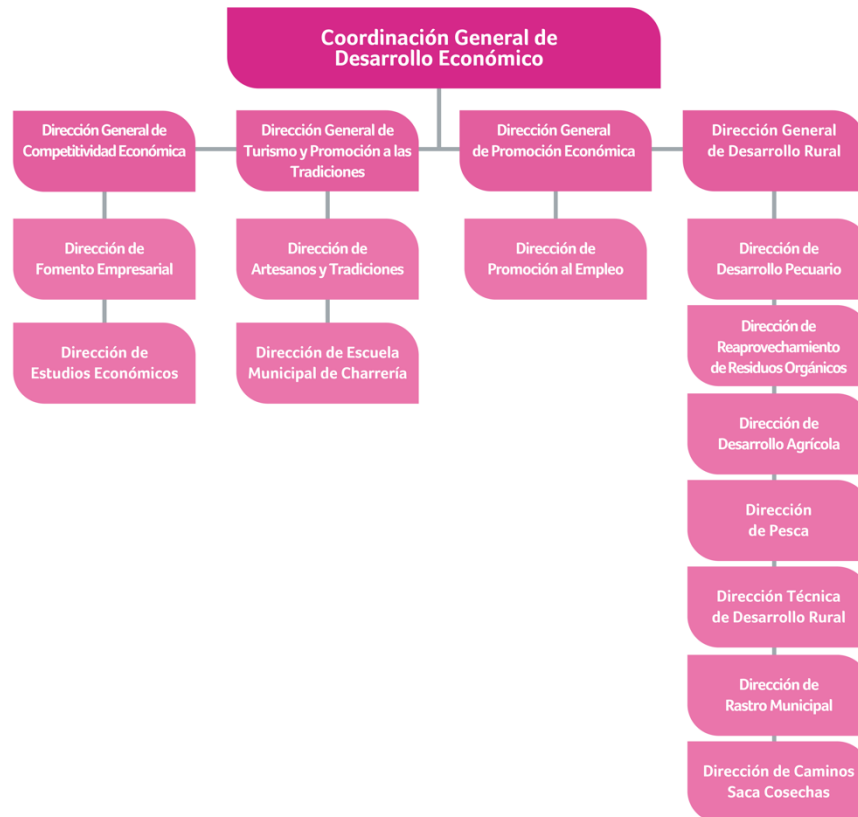 Coordinación General de
Desarrollo Económico
Dirección General de
Competitividad Económica
Dirección General de
Turismo y Promoción a las
Tradiciones
Dirección General
de Promoción Económica
Dirección General
de Desarrollo Rural
Dirección de
Fomento Empresarial
Dirección de
Artesanos y Tradiciones
Dirección de
Promoción al Empleo
Dirección de
Desarrollo Pecuario
Dirección de
Estudios Económicos
Dirección de Escuela
Municipal de Charrería
Dirección de
Reaprovechamiento
de Residuos Orgánicos
Dirección de
Desarrollo Agrícola
Dirección
de Pesca
Dirección Técnica
de Desarrollo Rural
Dirección de
Rastro Municipal
Dirección de Caminos
Saca Cosechas